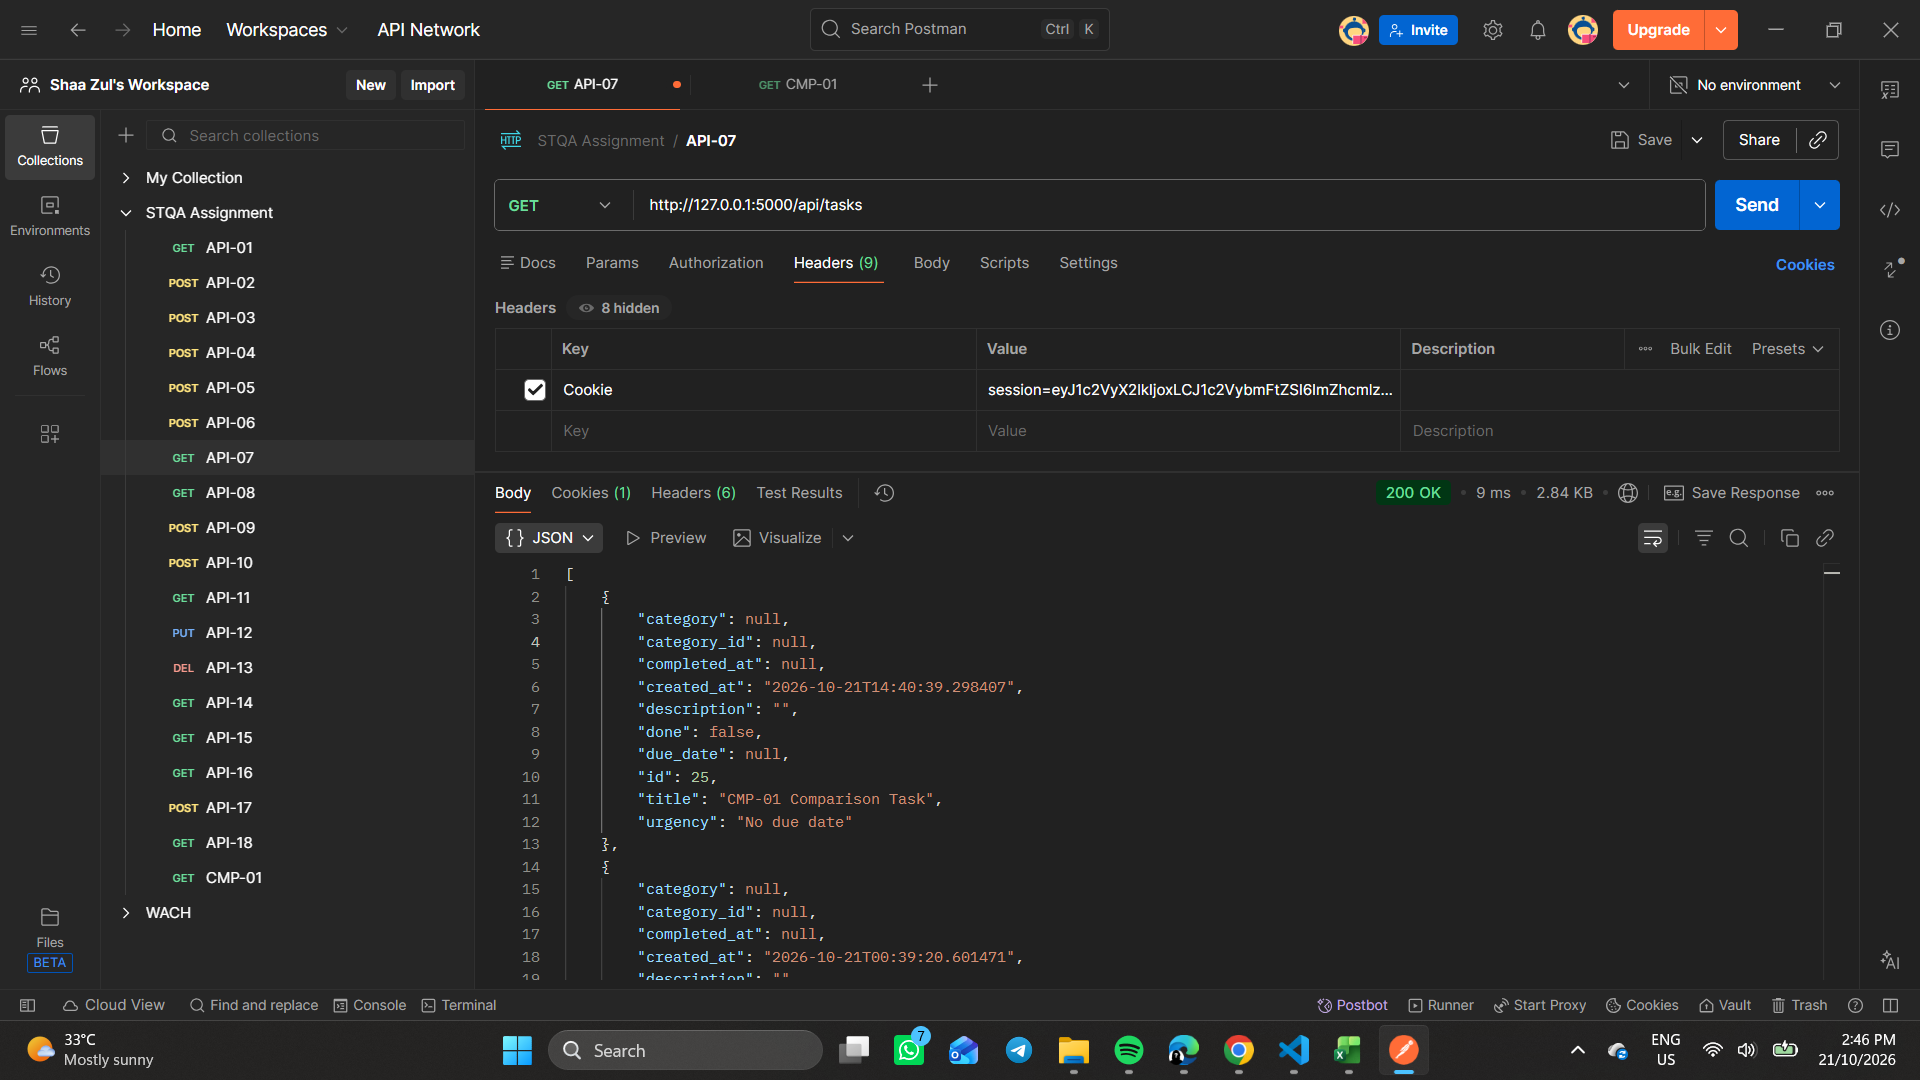 Home
Workspaces
API Network
Search Postman
Ctrl K
Invite
Upgrade
Shaa Zul's Workspace
New
Import
GET API-07
GET CMP-01
No environment
Collections
Environments
History
Flows
Files
BETA
Search collections
My Collection
STQA Assignment
GET API-01
POST API-02
POST API-03
POST API-04
POST API-05
POST API-06
GET API-07
GET API-08
POST API-09
POST API-10
GET API-11
PUT API-12
DEL API-13
GET API-14
GET API-15
GET API-16
POST API-17
GET API-18
GET CMP-01
WACH
HTTP STQA Assignment / API-07
Save
Share
GET
http://127.0.0.1:5000/api/tasks
Send
Docs
Params
Authorization
Headers (9)
Body
Scripts
Settings
Cookies
Headers
8 hidden
Key
Value
Description
Bulk Edit
Presets
Cookie
session=eyJ1c2VyX2lkIjoxLCJ1c2VybmFtZSI6ImZhcmlz...
Key
Value
Description
Body
Cookies (1)
Headers (6)
Test Results
200 OK
9 ms
2.84 KB
e.g. Save Response
{} JSON
Preview
Visualize
1 [
2 {
3 "category": null,
4 "category_id": null,
5 "completed_at": null,
6 "created_at": "2026-10-21T14:40:39.298407",
7 "description": "",
8 "done": false,
9 "due_date": null,
10 "id": 25,
11 "title": "CMP-01 Comparison Task",
12 "urgency": "No due date"
13 },
14 {
15 "category": null,
16 "category_id": null,
17 "completed_at": null,
18 "created_at": "2026-10-21T00:39:20.601471",
19 "description": ""
Cloud View
Find and replace
Console
Terminal
Postbot
Runner
Start Proxy
Cookies
Vault
Trash
AI
33°C
Mostly sunny
Search
7
ENG
US
2:46 PM
21/10/2026